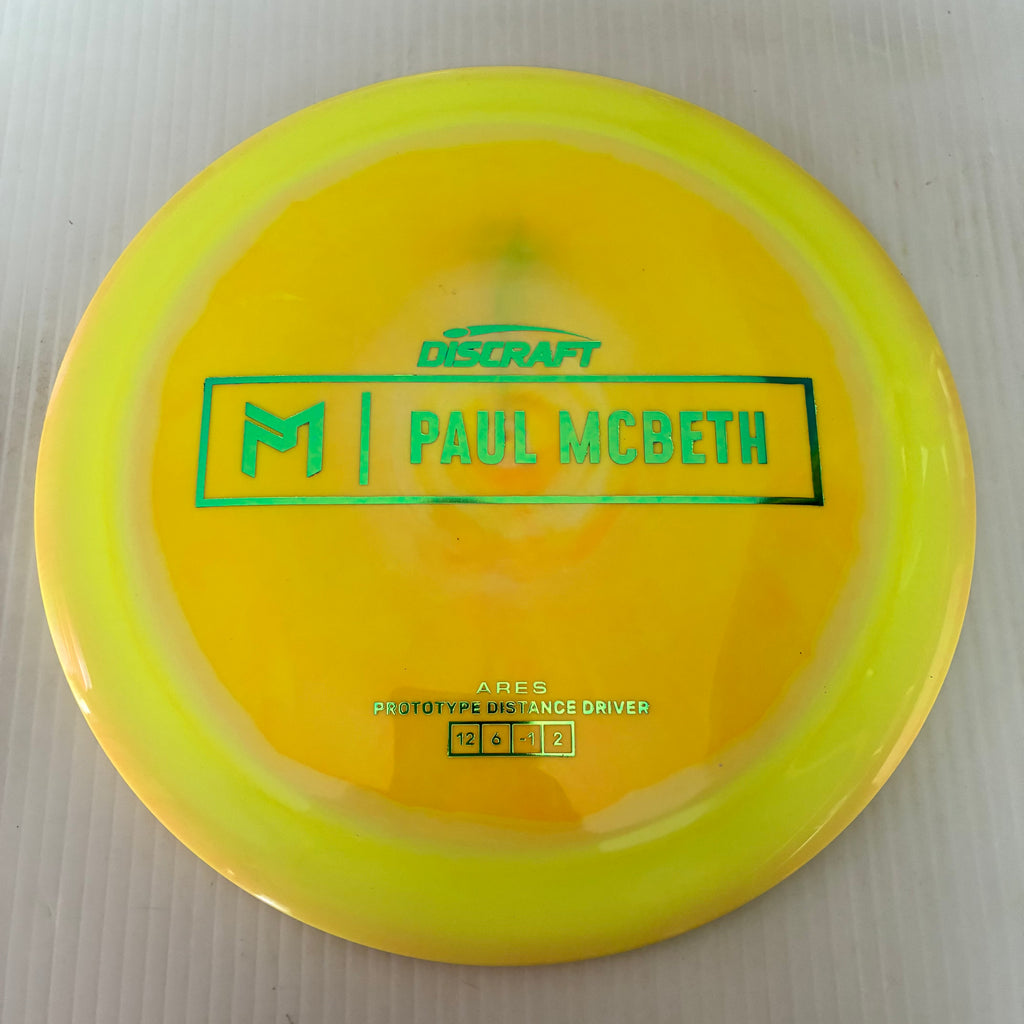 DISCRAFT
M | PAUL MCBETH
ARES
PROTOTYPE DISTANCE DRIVER
12 6 -1 2